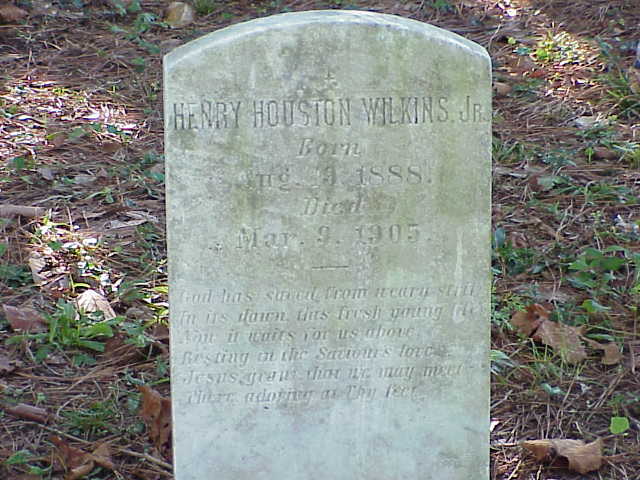 HENRY HOUSTON WILKINS, JR.
Born
Aug. 1888.
Died
Mar. 9. 1905.
God has saved from weary strife
In its dawn, this fresh young life
Now it waits for us above
Resting in the Saviours love
Jesus, grant that we may meet
There, adoring at Thy feet.